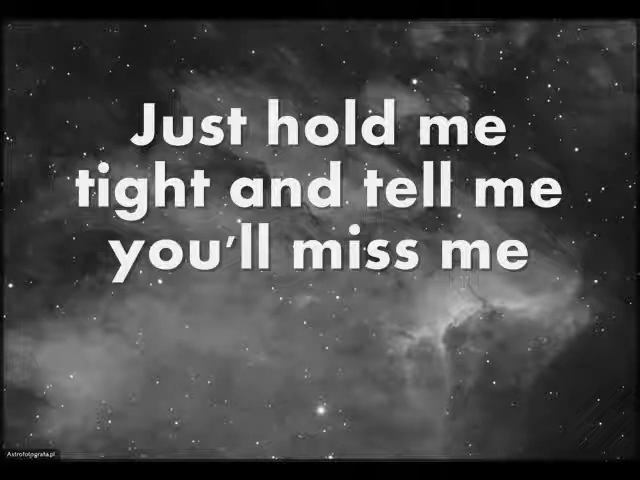 Just hold me
tight and tell me
you'll miss me
Astrofotografia.pl